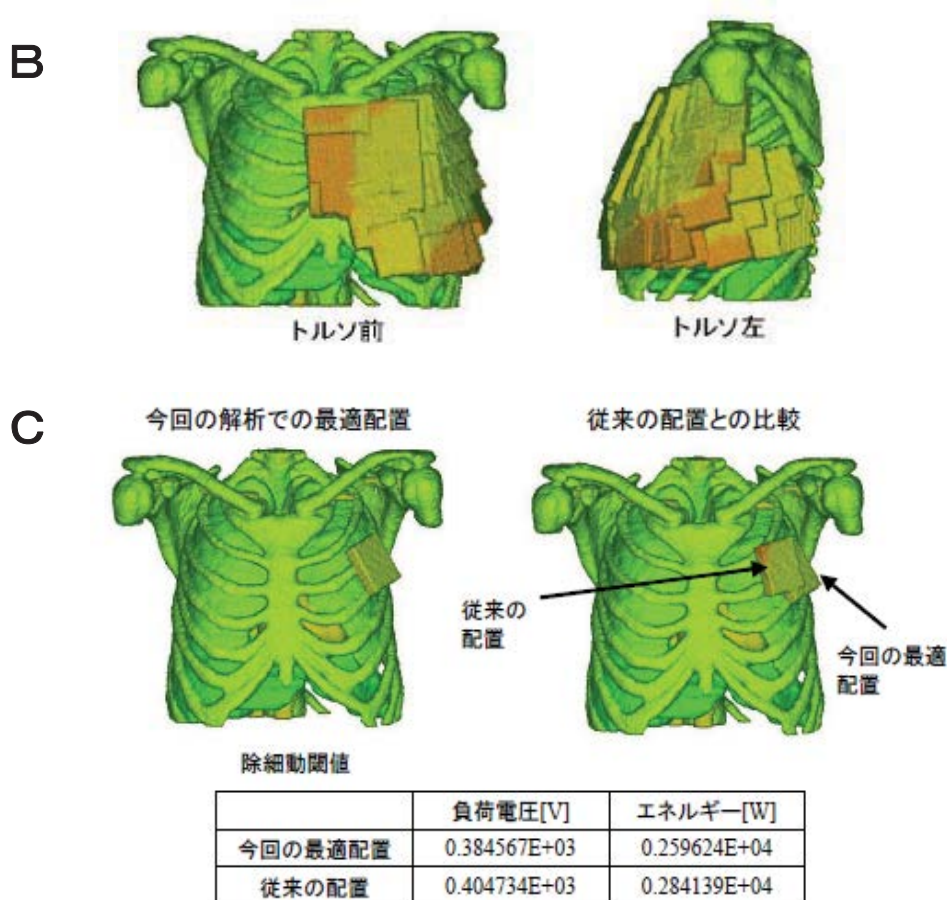 B
トルソ前
トルソ左
C
今回の解析での最適配置
従来の配置との比較
従来の
配置
今回の最適
配置
除細動閾値
負荷電圧[V] エネルギー[W]
今回の最適配置 0.384567E+03 0.259624E+04
従来の配置 0.404734E+03 0.284139E+04